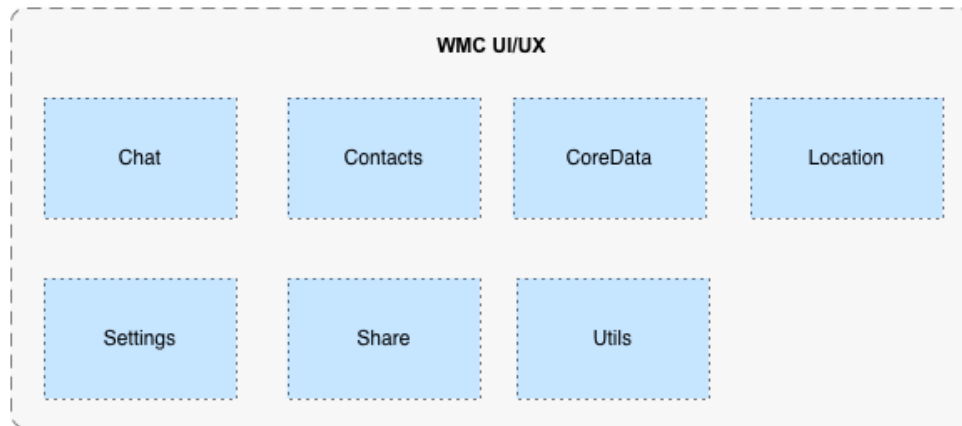 WMC UI/UX
Chat
Contacts
CoreData
Location
Settings
Share
Utils